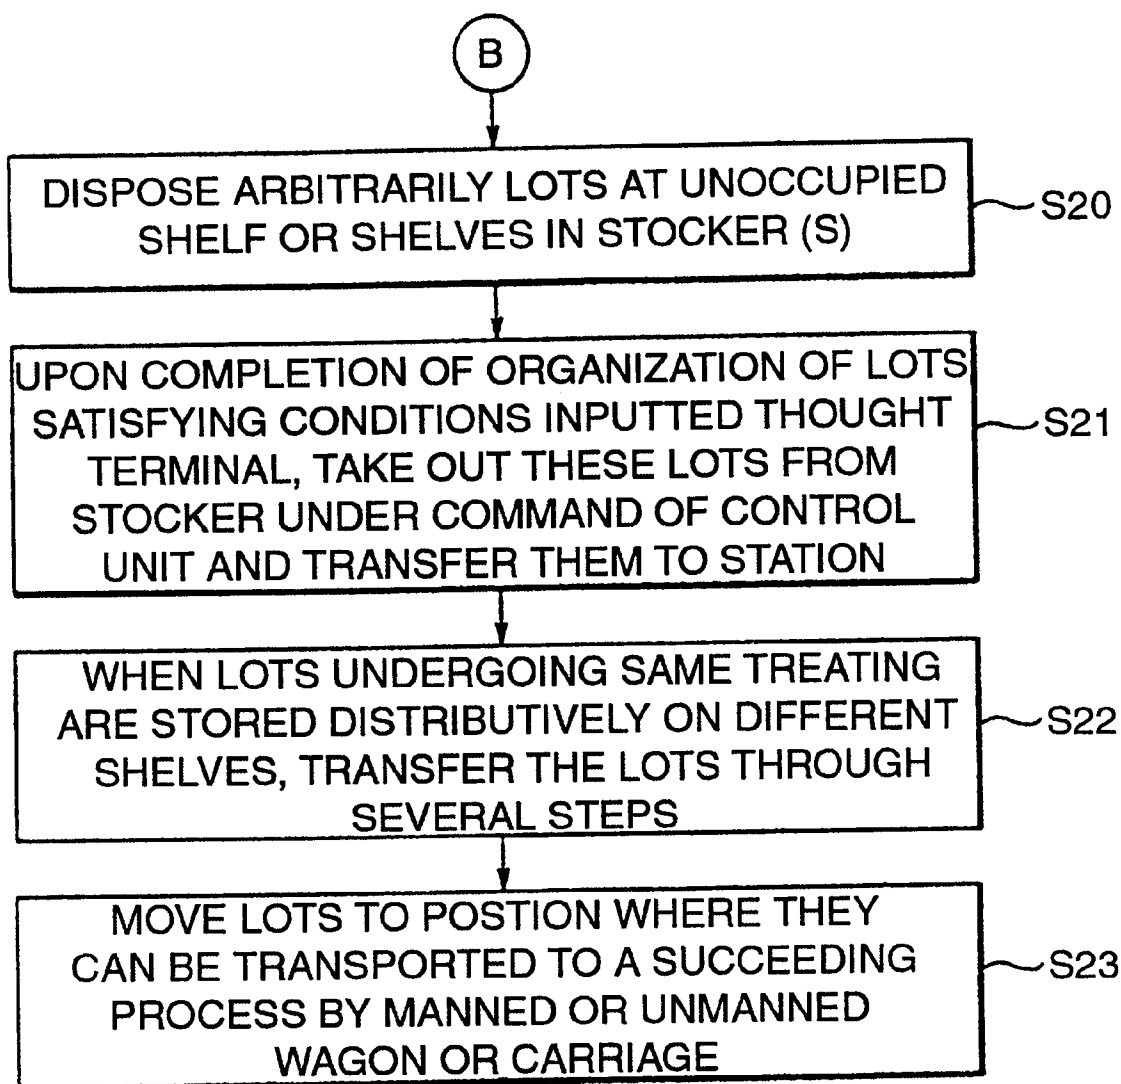 B
DISPOSE ARBITRARILY LOTS AT UNOCCUPIED
SHELF OR SHELVES IN STOCKER (S)
S20
UPON COMPLETION OF ORGANIZATION OF LOTS
SATISFYING CONDITIONS INPUTTED THOUGHT
TERMINAL, TAKE OUT THESE LOTS FROM
STOCKER UNDER COMMAND OF CONTROL
UNIT AND TRANSFER THEM TO STATION
S21
WHEN LOTS UNDERGOING SAME TREATING
ARE STORED DISTRIBUTIVELY ON DIFFERENT
SHELVES, TRANSFER THE LOTS THROUGH
SEVERAL STEPS
S22
MOVE LOTS TO POSTION WHERE THEY
CAN BE TRANSPORTED TO A SUCCEEDING
PROCESS BY MANNED OR UNMANNED
WAGON OR CARRIAGE
S23